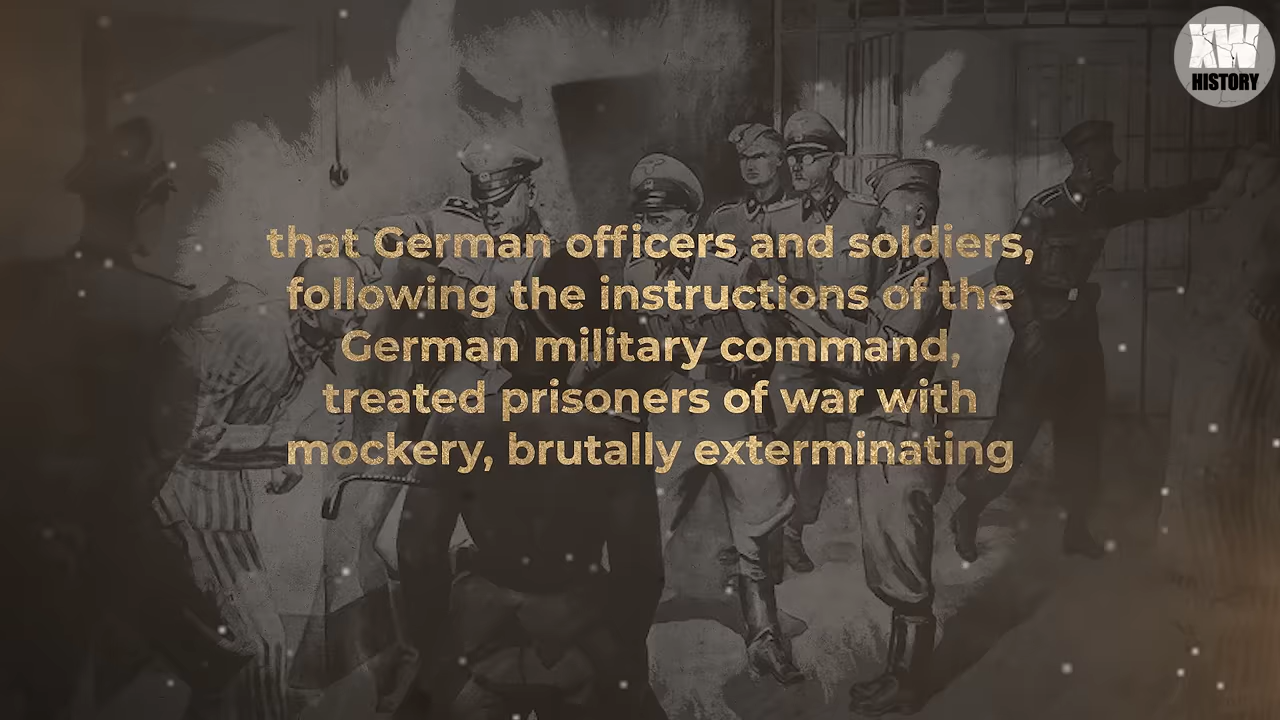 XW
HISTORY
that German officers and soldiers,
following the instructions of the
German military command,
treated prisoners of war with
mockery, brutally exterminating